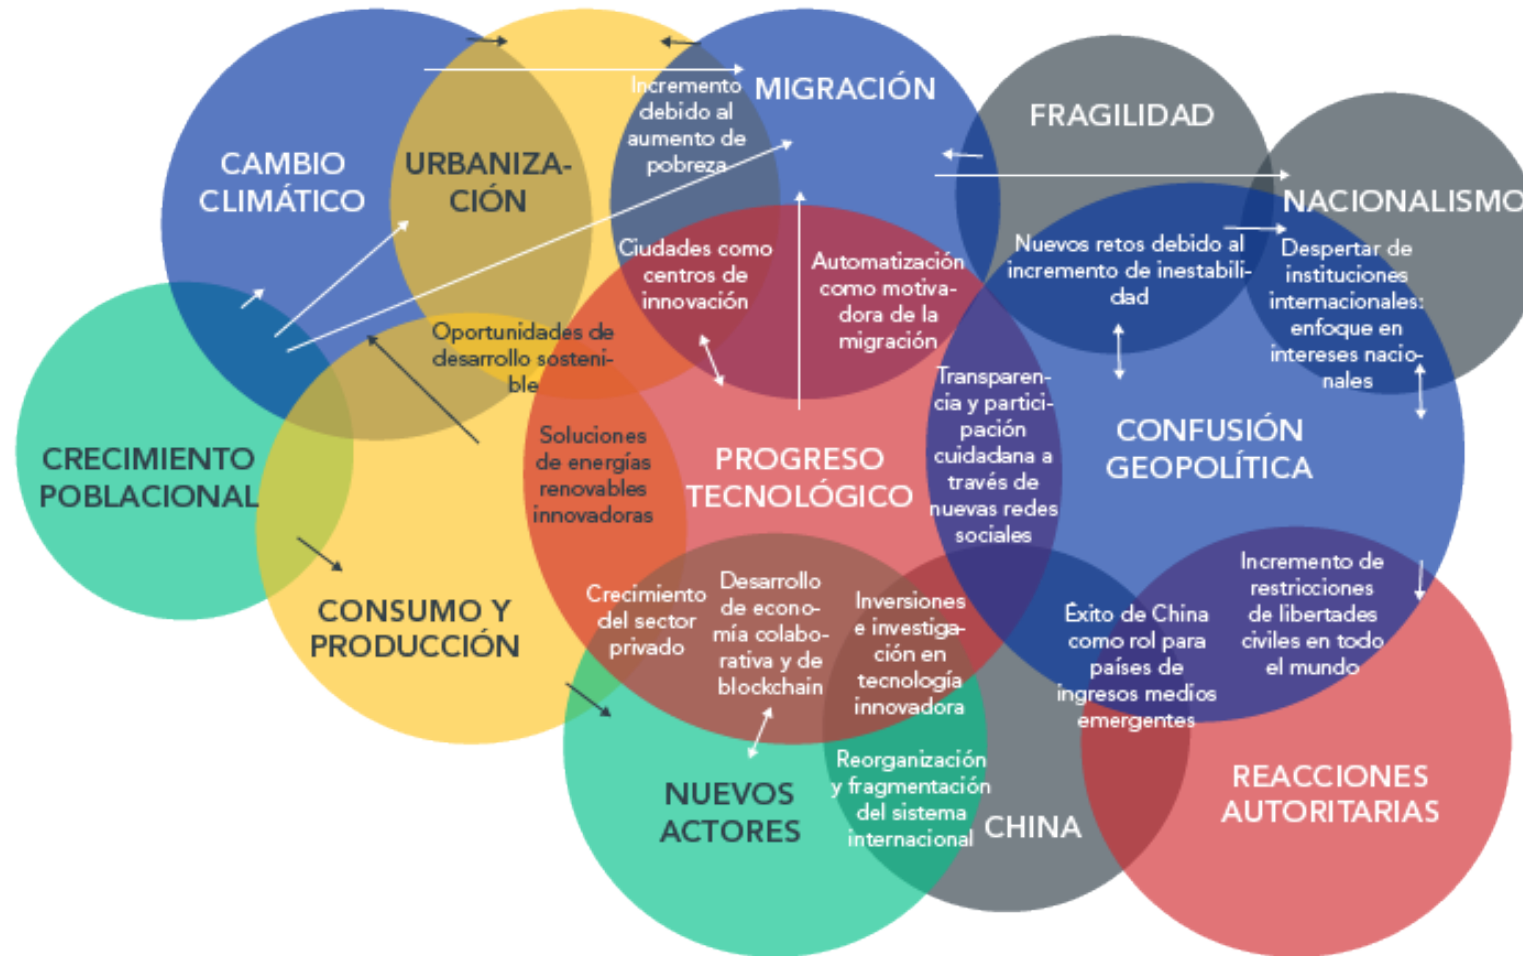 CAMBIO
CLIMÁTICO
URBANIZA-
CIÓN
Incremento
debido al
aumento de
pobreza
MIGRACIÓN
FRAGILIDAD
NACIONALISMO
Ciudades como
centros de
innovación
Automatización
como motiva-
dora de la
migración
Nuevos retos debido al
incremento de inestabili-
dad
Despertar de
instituciones
internacionales:
enfoque en
intereses nacio-
nales
Oportunidades de
desarrollo sosteni-
ble
CRECIMIENTO
POBLACIONAL
Soluciones
de energías
renovables
innovadoras
PROGRESO
TECNOLÓGICO
Transparen-
cia y partici-
pación
cuidadana a
través de
nuevas redes
sociales
CONFUSIÓN
GEOPOLÍTICA
CONSUMO Y
PRODUCCIÓN
Crecimiento
del sector
privado
Desarrollo
de econo-
mía colabo-
rativa y de
blockchain
Inversiones
e investiga-
ción en
tecnología
innovadora
Éxito de China
como rol para
países de
ingresos medios
emergentes
Incremento de
restricciones
de libertades
civiles en todo
el mundo
NUEVOS
ACTORES
Reorganización
y fragmentación
del sistema
internacional
CHINA
REACCIONES
AUTORITARIAS